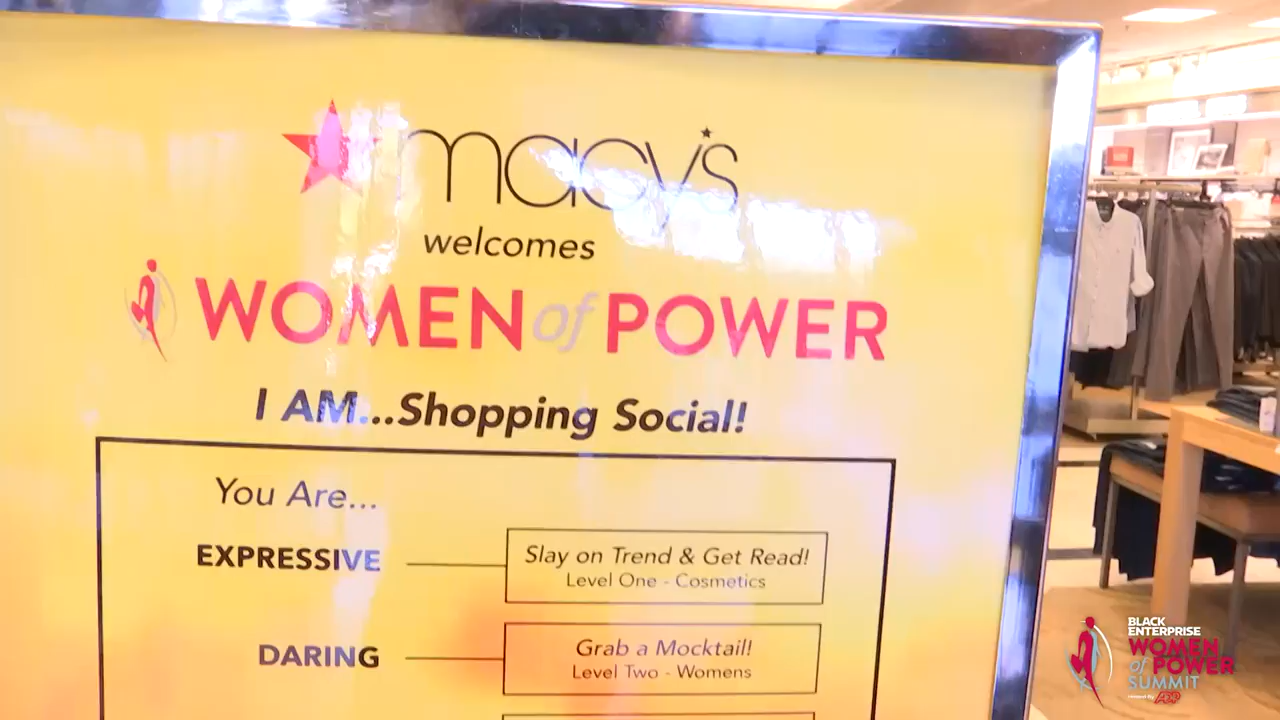 macy's
welcomes
WOMEN of POWER
I AM...Shopping Social!
You Are...
EXPRESSIVE
Slay on Trend & Get Read!
Level One - Cosmetics
DARING
Grab a Mocktail!
Level Two - Womens
BLACK
ENTERPRISE
WOMEN
of POWER
SUMMIT
ADP